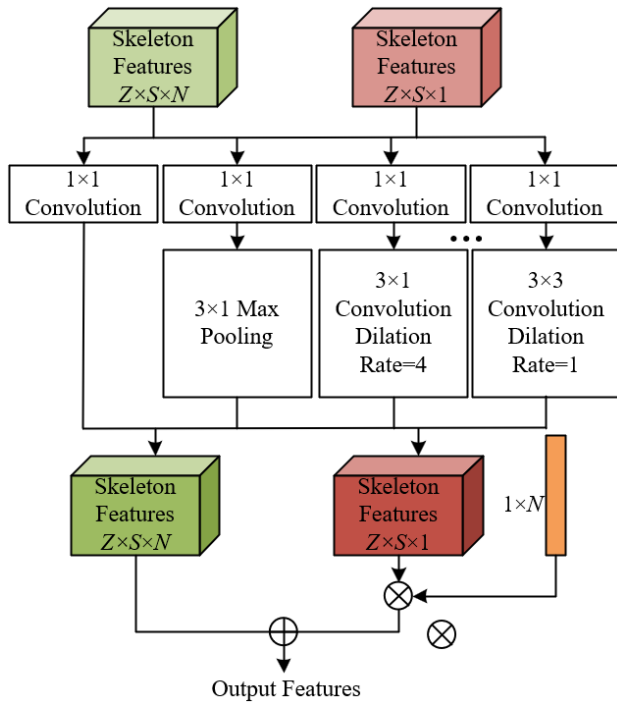 Skeleton
Features
Z×S×N
Skeleton
Features
Z×S×1
1×1
Convolution
1×1
Convolution
1×1
Convolution
1×1
Convolution
...
3×1 Max
Pooling
3×1
Convolution
Dilation
Rate=4
3×3
Convolution
Dilation
Rate=1
Skeleton
Features
Z×S×N
Skeleton
Features
Z×S×1
1×N
Output Features